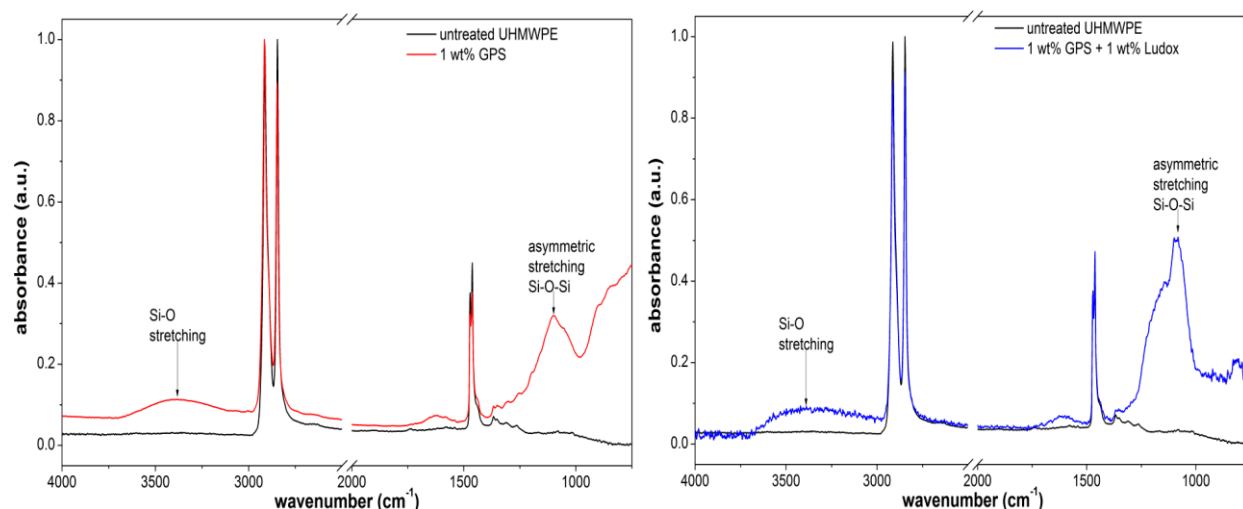 untreated UHMWPE
1 wt% GPS
absorbance (a.u.)
1.0
0.8
0.6
0.4
0.2
0.0
Si-O
stretching
asymmetric
stretching
Si-O-Si
4000
3500
3000
2000
1500
1000
wavenumber (cm⁻¹)
untreated UHMWPE
1 wt% GPS + 1 wt% Ludox
absorbance (a.u.)
1.0
0.8
0.6
0.4
0.2
0.0
Si-O
stretching
asymmetric
stretching
Si-O-Si
4000
3500
3000
2000
1500
1000
wavenumber (cm⁻¹)